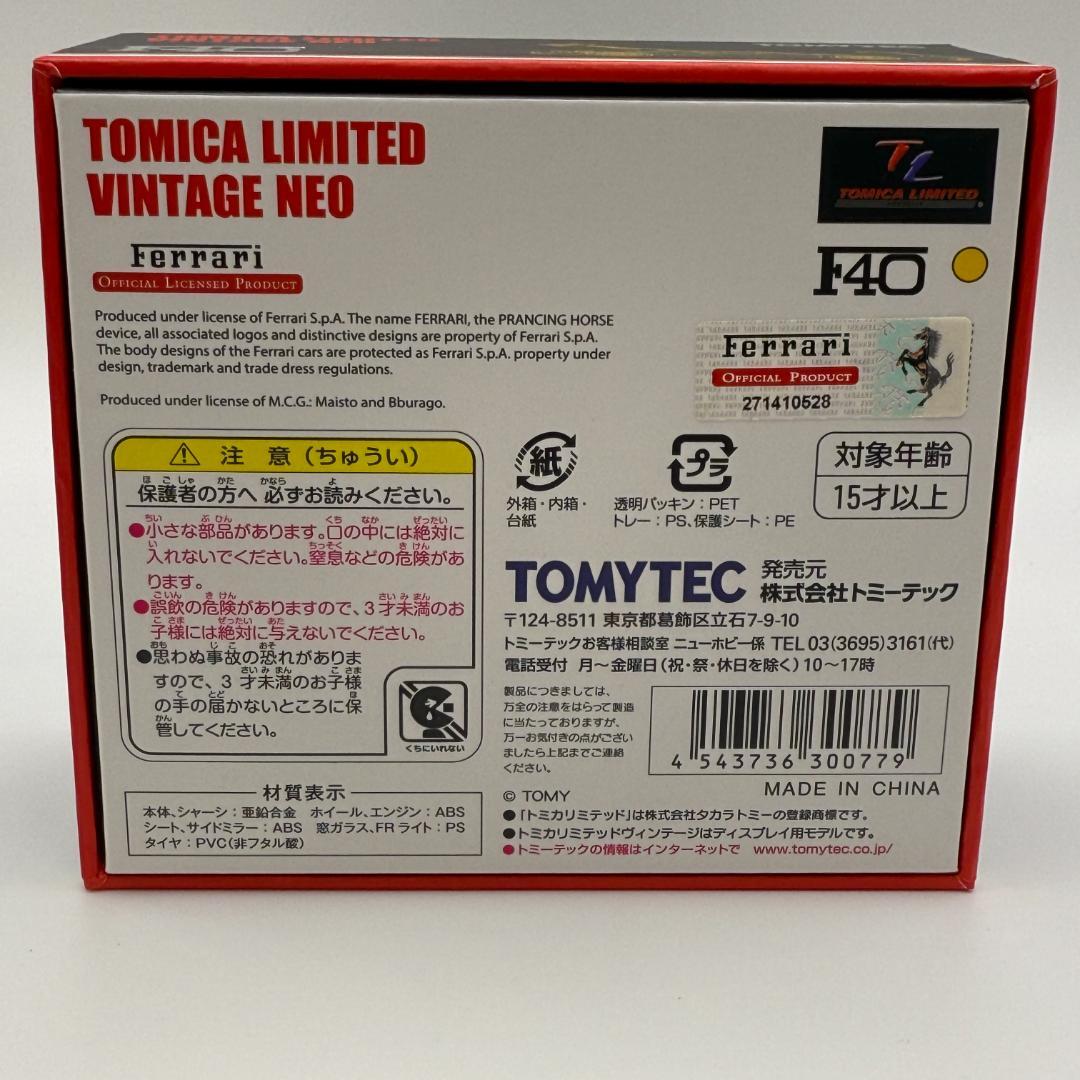 TOMICA LIMITED
VINTAGE NEO
TL
TOMICA LIMITED
Ferrari
OFFICIAL LICENSED PRODUCT
F40
Produced under license of Ferrari S.p.A. The name FERRARI, the PRANCING HORSE
device, all associated logos and distinctive designs are property of Ferrari S.p.A.
The body designs of the Ferrari cars are protected as Ferrari S.p.A. property under
design, trademark and trade dress regulations.
Produced under license of M.C.G.: Maisto and Bburago.
Ferrari
OFFICIAL PRODUCT
271410528
注 意(ちゅうい)
保護者の方へ 必ずお読みください。
●小さな部品があります。口の中には絶対に
入れないでください。窒息などの危険があ
ります。
●誤飲の危険がありますので、3才未満のお
子様には絶対に与えないでください。
●思わぬ事故の恐れがありま
すので、3才未満のお子様
の手の届かないところに保
管してください。
くちにいれない
材質表示
本体、シャーシ:亜鉛合金 ホイール、エンジン:ABS
シート、サイドミラー:ABS 窓ガラス、FRライト:PS
タイヤ:PVC(非フタル酸)
紙
外箱・内箱・
台紙
プラ
透明パッキン:PET
トレー:PS、保護シート:PE
対象年齢
15才以上
TOMYTEC
発売元
株式会社トミーテック
〒124-8511 東京都葛飾区立石7-9-10
トミーテックお客様相談室 ニューホビー係 TEL 03(3695)3161(代)
電話受付 月~金曜日(祝・祭・休日を除く)10~17時
製品につきましては、
万全の注意をはらって製造
に当たっておりますが、
万一お気付きの点がござい
ましたら上記までご連絡
ください。
4 543736 300779
MADE IN CHINA
© TOMY
●「トミカリミテッド」は株式会社タカラトミーの登録商標です。
●トミカリミテッドヴィンテージはディスプレイ用モデルです。
●トミーテックの情報はインターネットで www.tomytec.co.jp/